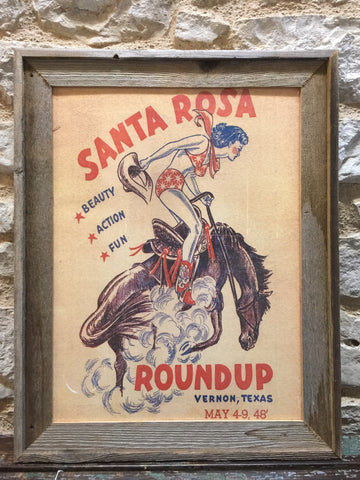 SANTA ROSA
BEAUTY
ACTION
FUN
ROUNDUP
VERNON, TEXAS
MAY 4-9, 48'